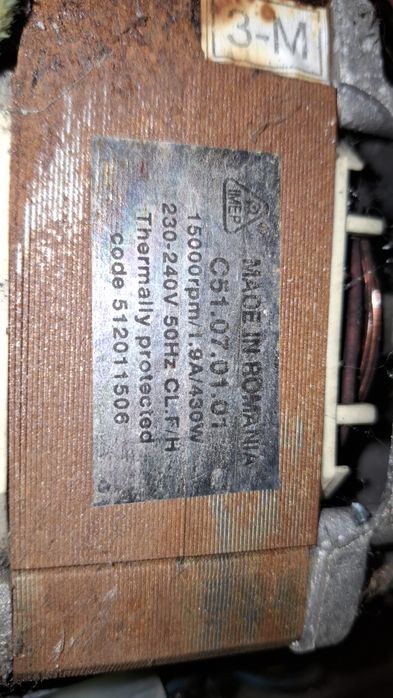 3-M
IMEP
MADE IN ROMANIA
C51.07.01.01
15000rpm/1.9A/430W
230-240V 50Hz CL.F/H
Thermally protected
code 512011506